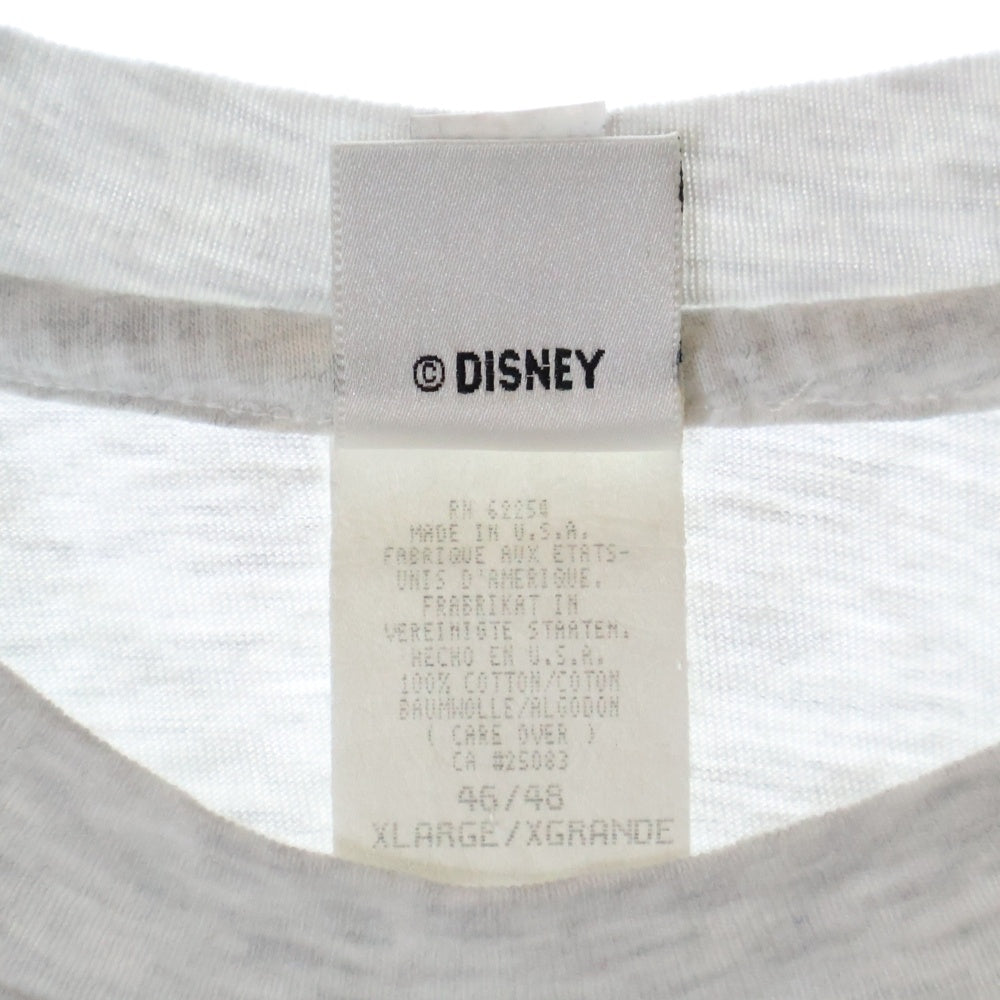 © DISNEY
RN 62254
MADE IN U.S.A.
FABRIQUE AUX ETATS-
UNIS D'AMERIQUE.
FRABRIKAT IN
VEREINIGTE STAATEN.
HECHO EN U.S.A.
100% COTTON/COTON
BAUMWOLLE/ALGODON
( CARE OVER )
CA #25083
46/48
XLARGE/XGRANDE